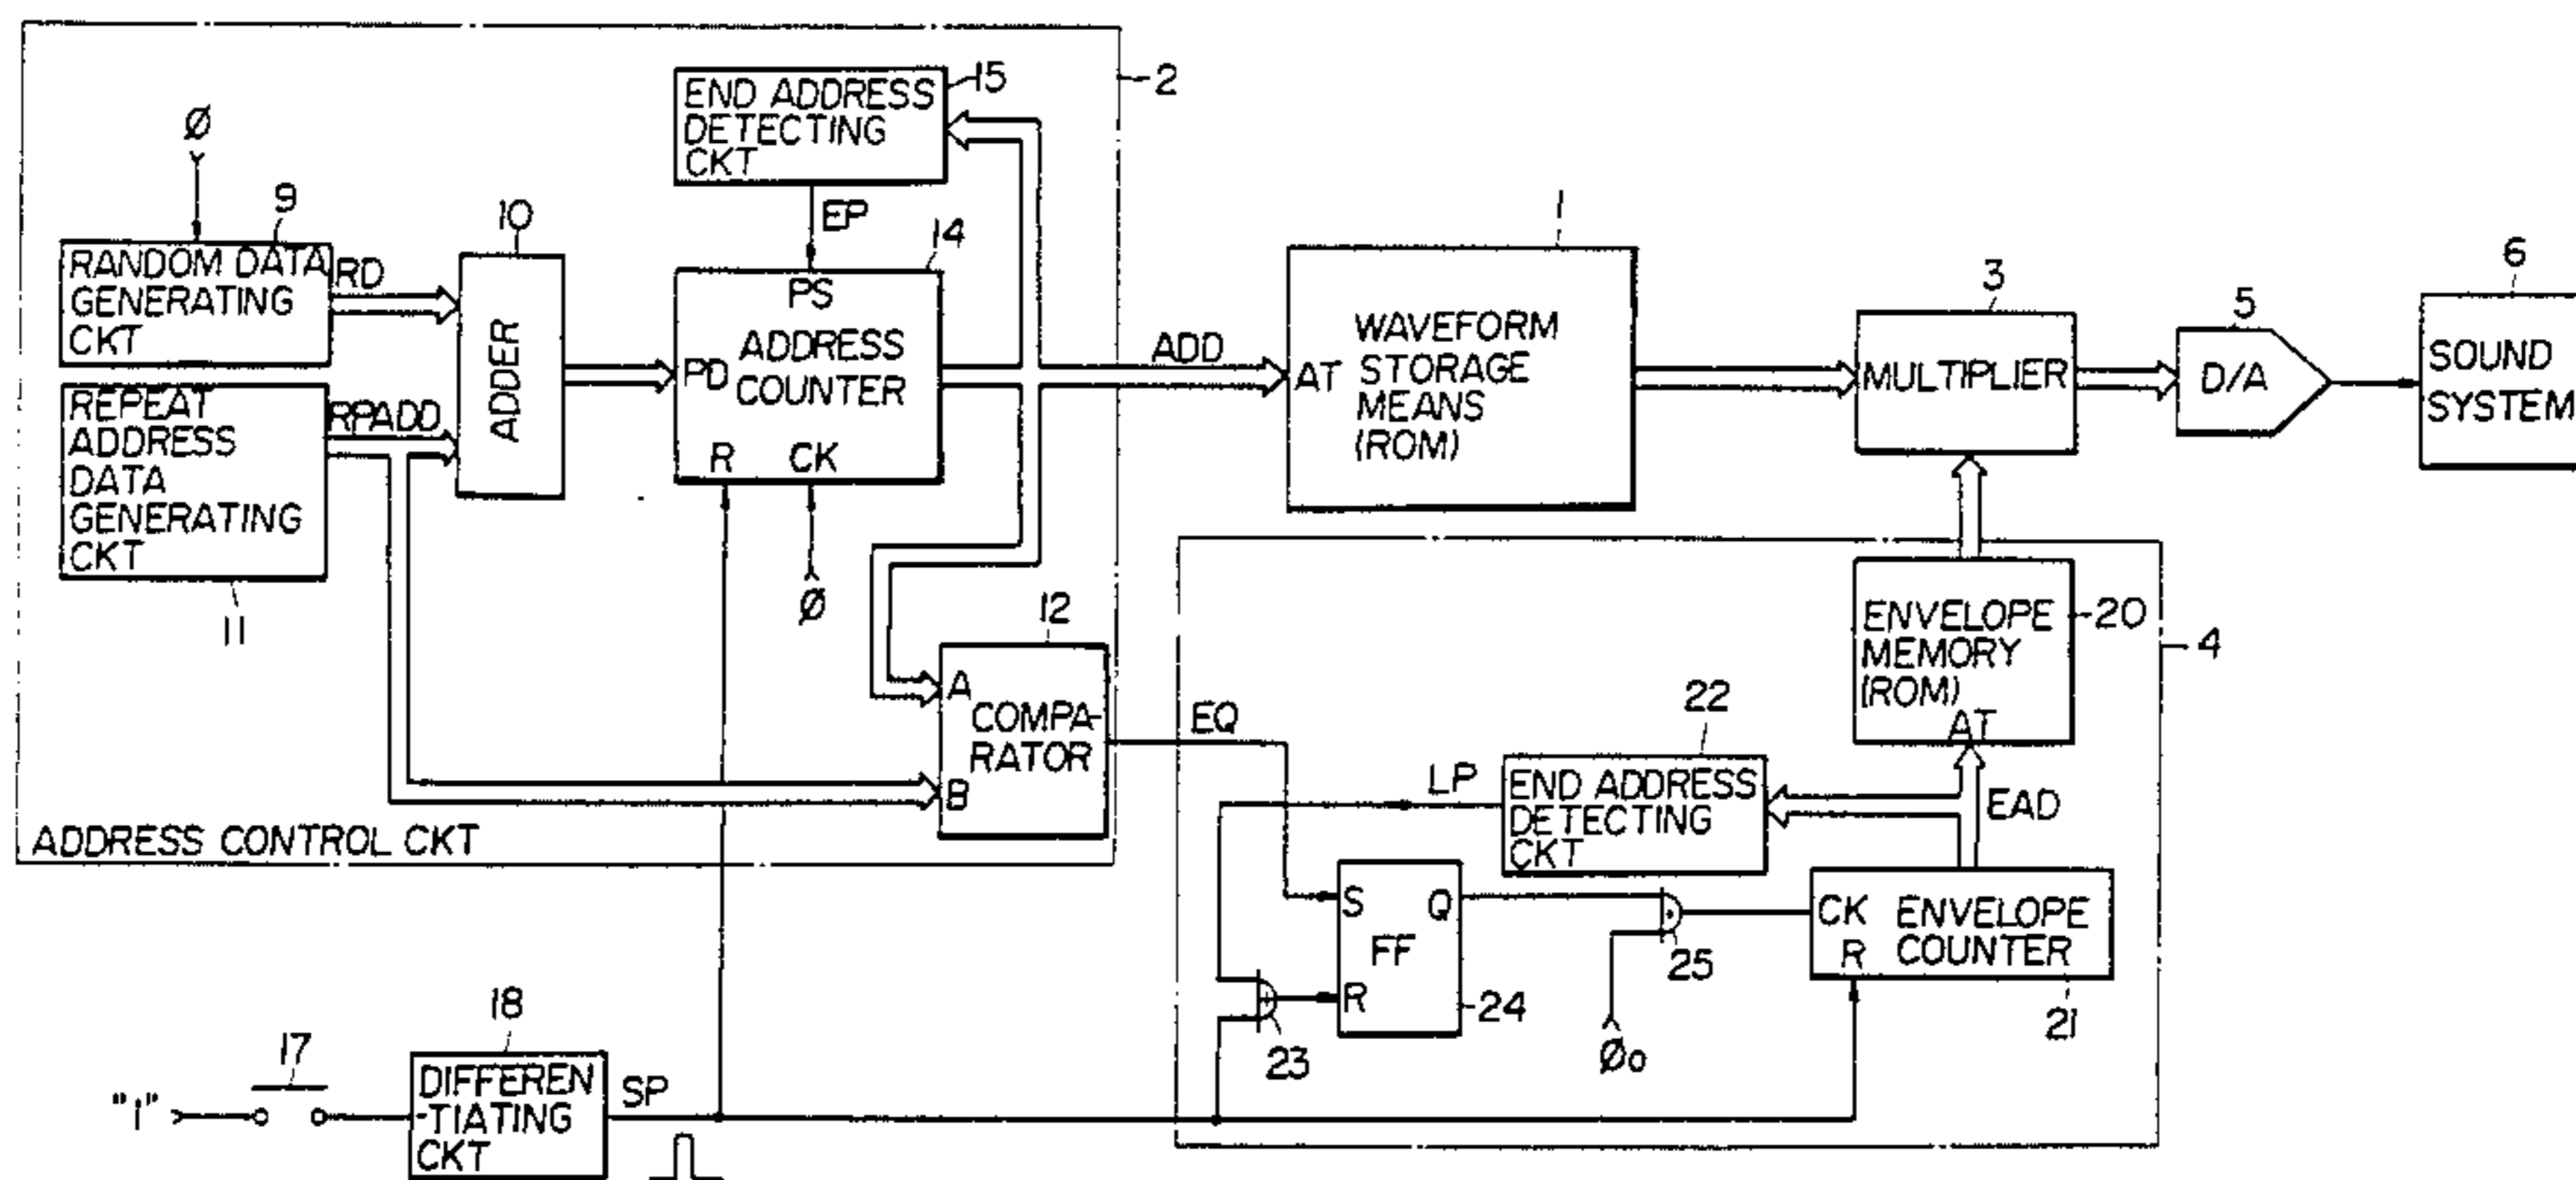 2
15
END ADDRESS
DETECTING
CKT
Ø
9
10
EP
14
1
RANDOM DATA
GENERATING
CKT
RD
ADDER
PS
ADDRESS
COUNTER
PD
R
CK
Ø
REPEAT
ADDRESS
DATA
GENERATING
CKT
RPADD
11
ADD
AT
WAVEFORM
STORAGE
MEANS
(ROM)
3
MULTIPLIER
5
D/A
6
SOUND
SYSTEM
12
A
COMPA-
RATOR
B
ADDRESS CONTROL CKT
EQ
ENVELOPE
MEMORY
(ROM)
AT
20
4
22
LP
END ADDRESS
DETECTING
CKT
EAD
S
Q
FF
R
24
23
25
Øo
CK
ENVELOPE
COUNTER
R
21
"1"
17
18
DIFFEREN
-TIATING
CKT
SP